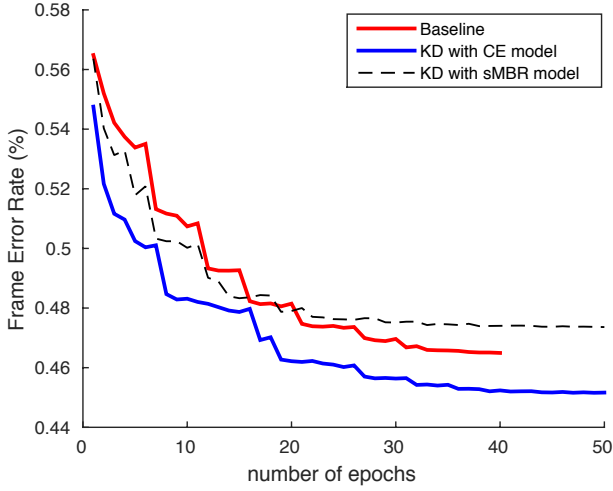 0.58
0.56
0.54
0.52
0.5
0.48
0.46
0.44
Frame Error Rate (%)
Baseline
KD with CE model
KD with sMBR model
0 10 20 30 40 50
number of epochs